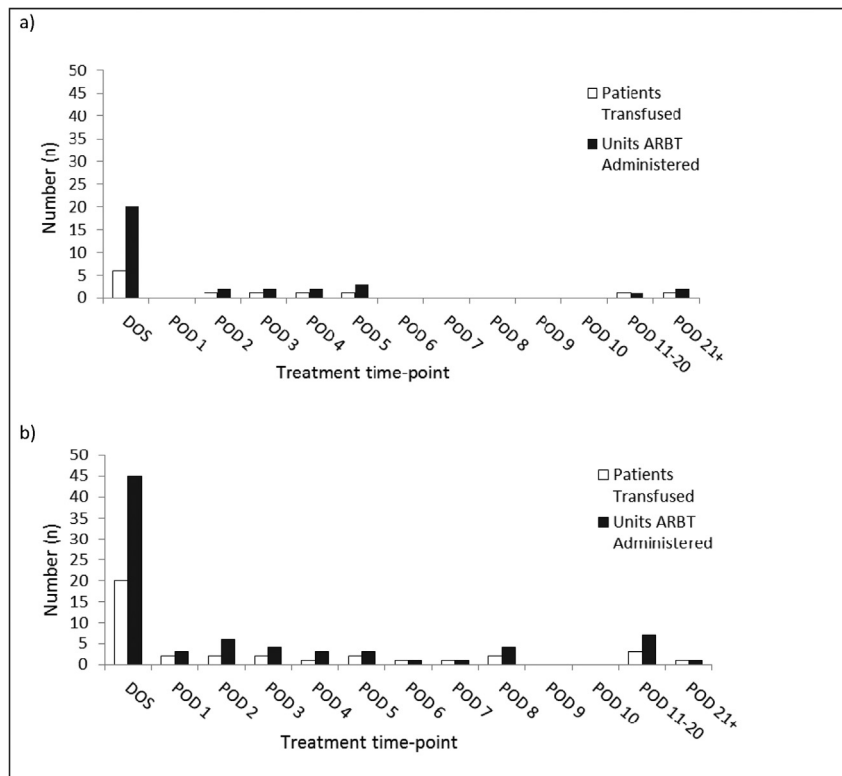 a)
50
45
40
35
30
25
20
15
10
5
0
Number (n)
Patients
Transfused
Units ARBT
Administered
DOS
POD 1
POD 2
POD 3
POD 4
POD 5
POD 6
POD 7
POD 8
POD 9
POD 10
POD 11-20
POD 21+
Treatment time-point
b)
50
45
40
35
30
25
20
15
10
5
0
Number (n)
Patients
Transfused
Units ARBT
Administered
DOS
POD 1
POD 2
POD 3
POD 4
POD 5
POD 6
POD 7
POD 8
POD 9
POD 10
POD 11-20
POD 21+
Treatment time-point